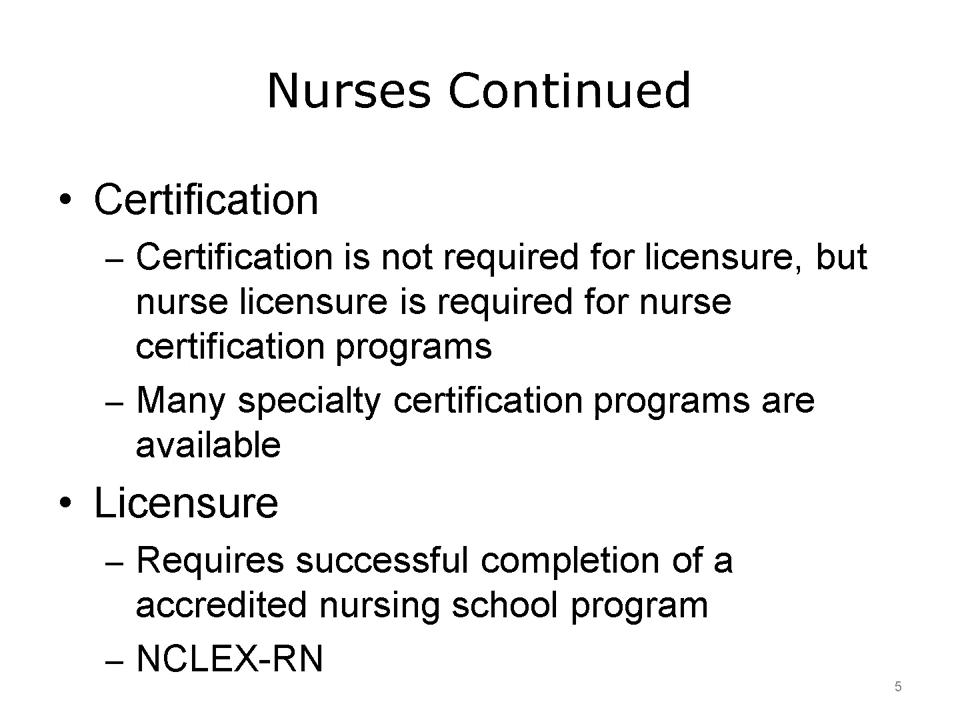 Nurses Continued
• Certification
– Certification is not required for licensure, but
nurse licensure is required for nurse
certification programs
– Many specialty certification programs are
available
• Licensure
– Requires successful completion of a
accredited nursing school program
– NCLEX-RN
5